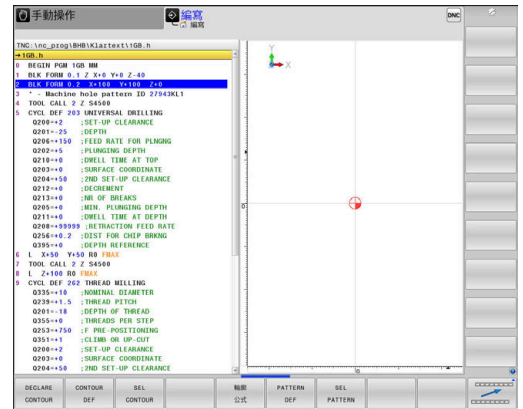 手動操作
編寫
編寫
DNC
TNC:\nc_prog\BHB\Klartext\1GB.h
→1GB.h
0 BEGIN PGM 1GB MM
1 BLK FORM 0.1 Z X+0 Y+0 Z-40
2 BLK FORM 0.2 X+100 Y+100 Z+0
3 * - Machine hole pattern ID 27943KL1
4 TOOL CALL 2 Z S4500
5 CYCL DEF 203 UNIVERSAL DRILLING
Q200=+2 ;SET-UP CLEARANCE
Q201=-25 ;DEPTH
Q206=+150 ;FEED RATE FOR PLNGNG
Q202=+5 ;PLUNGING DEPTH
Q210=+0 ;DWELL TIME AT TOP
Q203=+0 ;SURFACE COORDINATE
Q204=+50 ;2ND SET-UP CLEARANCE
Q212=+0 ;DECREMENT
Q213=+0 ;NR OF BREAKS
Q205=+0 ;MIN. PLUNGING DEPTH
Q211=+0 ;DWELL TIME AT DEPTH
Q208=+99999 ;RETRACTION FEED RATE
Q256=+0.2 ;DIST FOR CHIP BRKNG
Q395=+0 ;DEPTH REFERENCE
6 L X+50 Y+50 R0 FMAX
7 TOOL CALL 2 Z S4500
8 L Z+100 R0 FMAX
9 CYCL DEF 262 THREAD MILLING
Q335=+10 ;NOMINAL DIAMETER
Q239=+1.5 ;THREAD PITCH
Q201=-18 ;DEPTH OF THREAD
Q355=+0 ;THREADS PER STEP
Q253=+750 ;F PRE-POSITIONING
Q351=+1 ;CLIMB OR UP-CUT
Q200=+2 ;SET-UP CLEARANCE
Q203=+0 ;SURFACE COORDINATE
Q204=+50 ;2ND SET-UP CLEARANCE
Y
X
0
0
DECLARE
CONTOUR
CONTOUR
DEF
SEL
CONTOUR
輪廓
公式
PATTERN
DEF
SEL
PATTERN